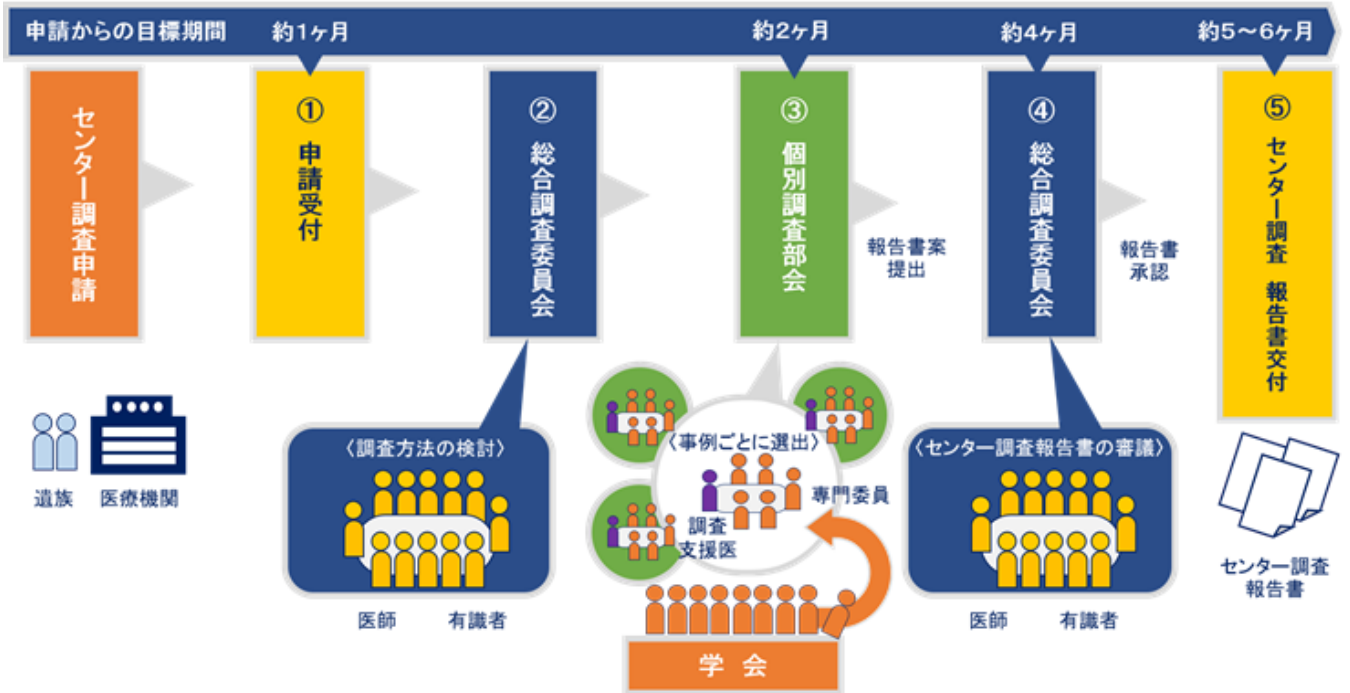 申請からの目標期間
約1ヶ月
約2ヶ月
約4ヶ月
約5～6ヶ月
センター調査申請
① 申請受付
② 総合調査委員会
③ 個別調査部会
報告書案
提出
④ 総合調査委員会
報告書
承認
⑤ センター調査 報告書交付
遺族
医療機関
〈調査方法の検討〉
医師
有識者
〈事例ごとに選出〉
専門委員
調査
支援医
学会
〈センター調査報告書の審議〉
医師
有識者
センター調査
報告書